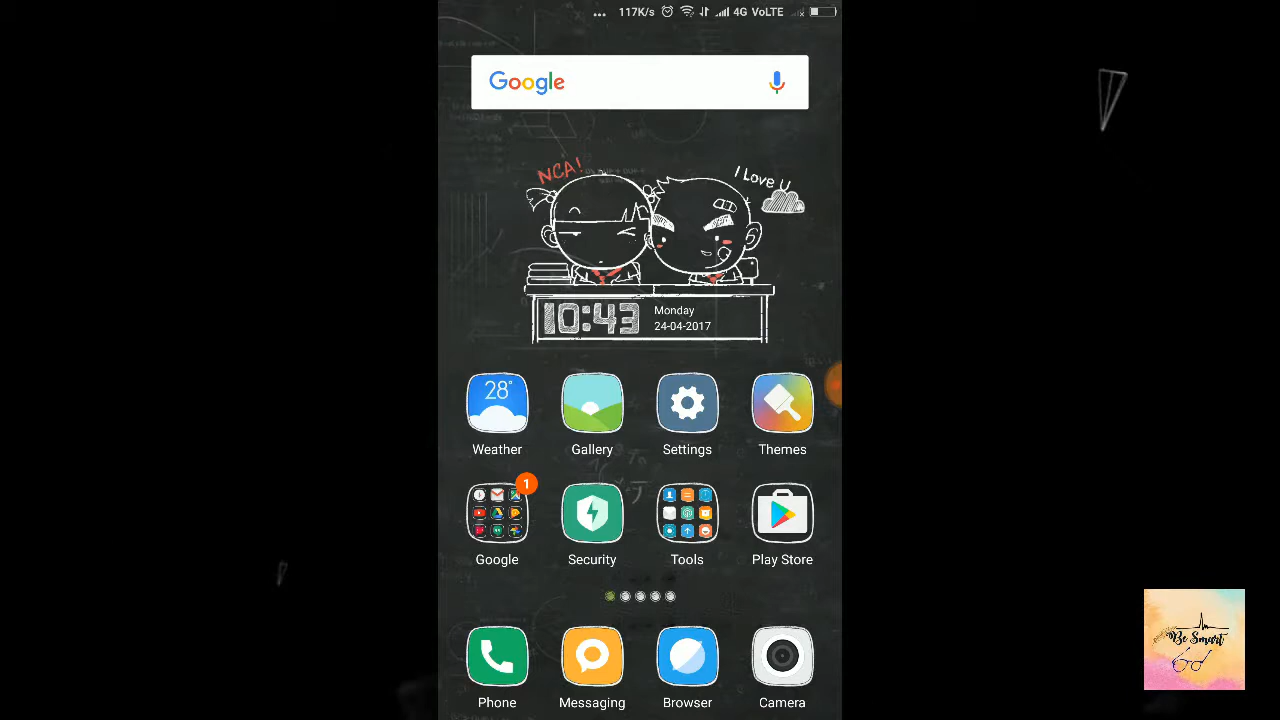 ... 117K/s 4G VoLTE
Google
NCA!
I Love U
10:43
Monday
24-04-2017
28°
Weather Gallery Settings Themes
1
Google Security Tools Play Store
Phone Messaging Browser Camera
Be Smart